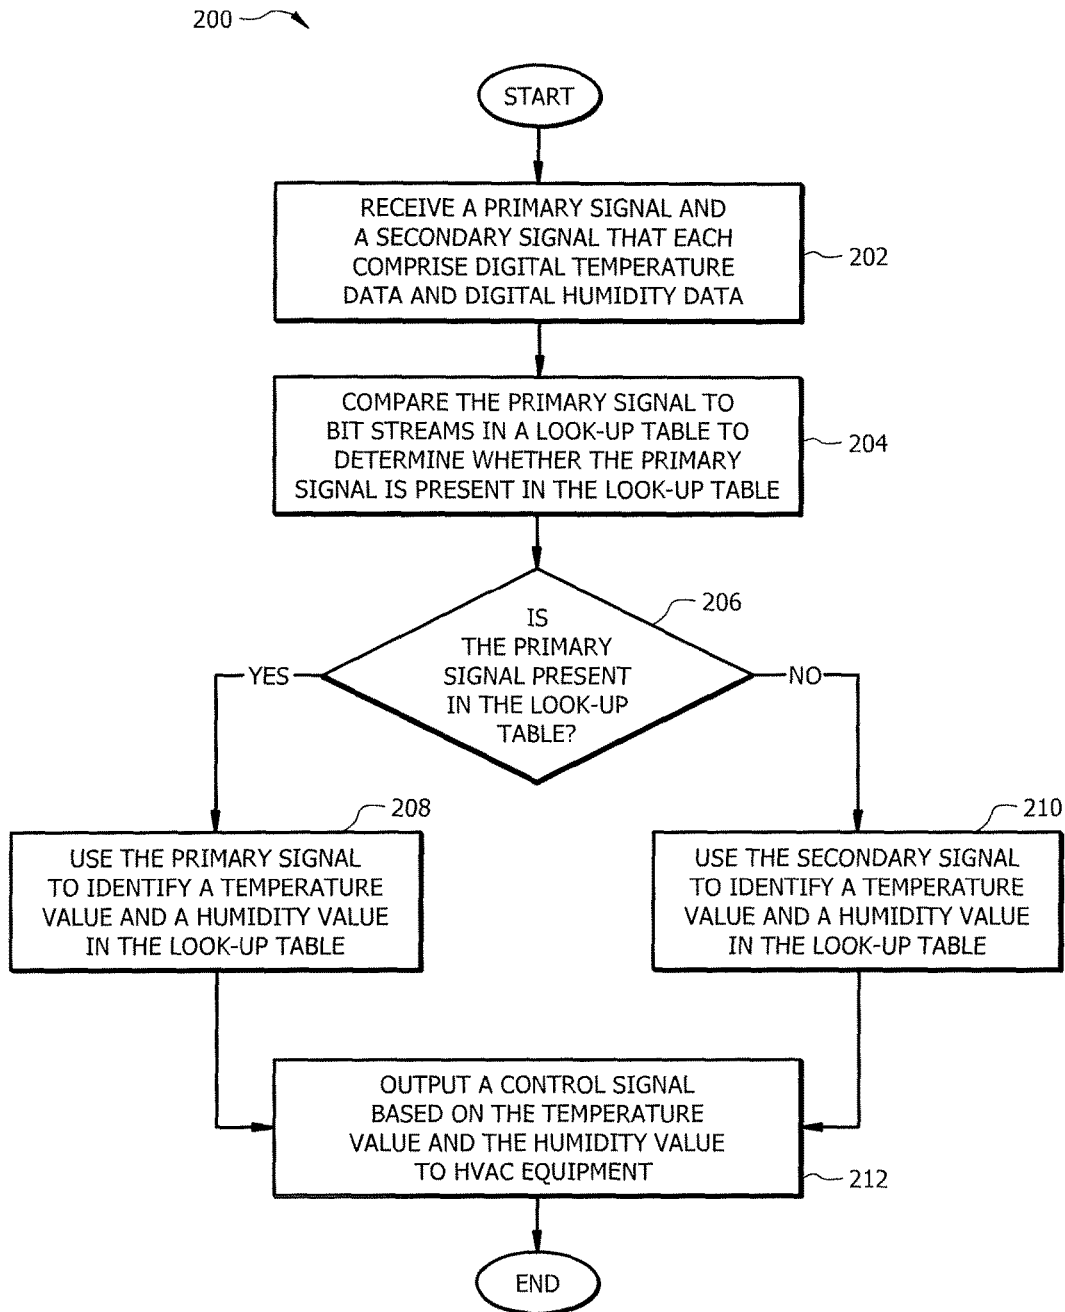 200
START
RECEIVE A PRIMARY SIGNAL AND
A SECONDARY SIGNAL THAT EACH
COMPRISE DIGITAL TEMPERATURE
DATA AND DIGITAL HUMIDITY DATA
202
COMPARE THE PRIMARY SIGNAL TO
BIT STREAMS IN A LOOK-UP TABLE TO
DETERMINE WHETHER THE PRIMARY
SIGNAL IS PRESENT IN THE LOOK-UP TABLE
204
IS
THE PRIMARY
SIGNAL PRESENT
IN THE LOOK-UP
TABLE?
206
YES
NO
208
USE THE PRIMARY SIGNAL
TO IDENTIFY A TEMPERATURE
VALUE AND A HUMIDITY VALUE
IN THE LOOK-UP TABLE
210
USE THE SECONDARY SIGNAL
TO IDENTIFY A TEMPERATURE
VALUE AND A HUMIDITY VALUE
IN THE LOOK-UP TABLE
OUTPUT A CONTROL SIGNAL
BASED ON THE TEMPERATURE
VALUE AND THE HUMIDITY VALUE
TO HVAC EQUIPMENT
212
END